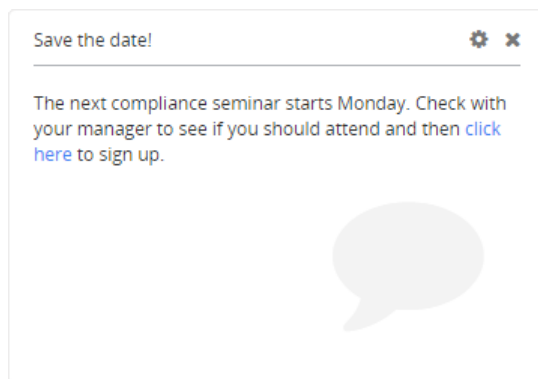 Save the date!
The next compliance seminar starts Monday. Check with
your manager to see if you should attend and then click
here to sign up.